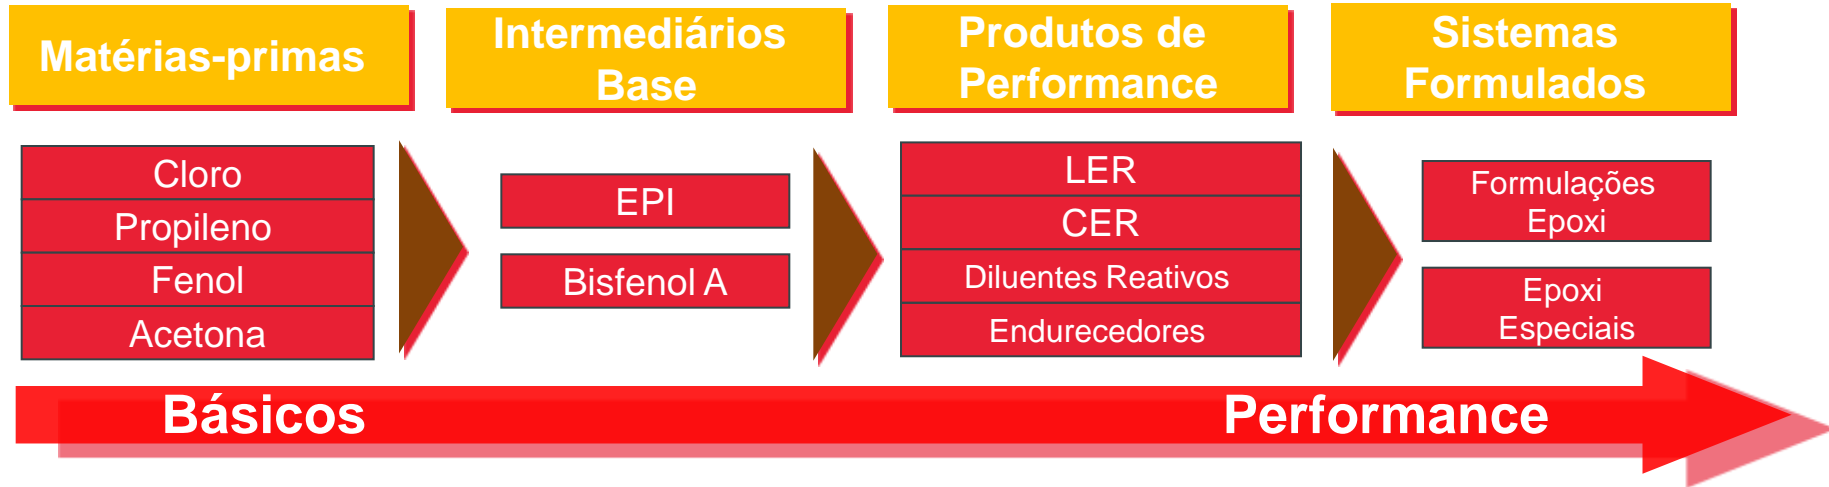 Matérias-primas
Intermediários
Base
Produtos de
Performance
Sistemas
Formulados
Cloro
Propileno
Fenol
Acetona
EPI
Bisfenol A
LER
CER
Diluentes Reativos
Endurecedores
Formulações
Epoxi
Epoxi
Especiais
Básicos
Performance